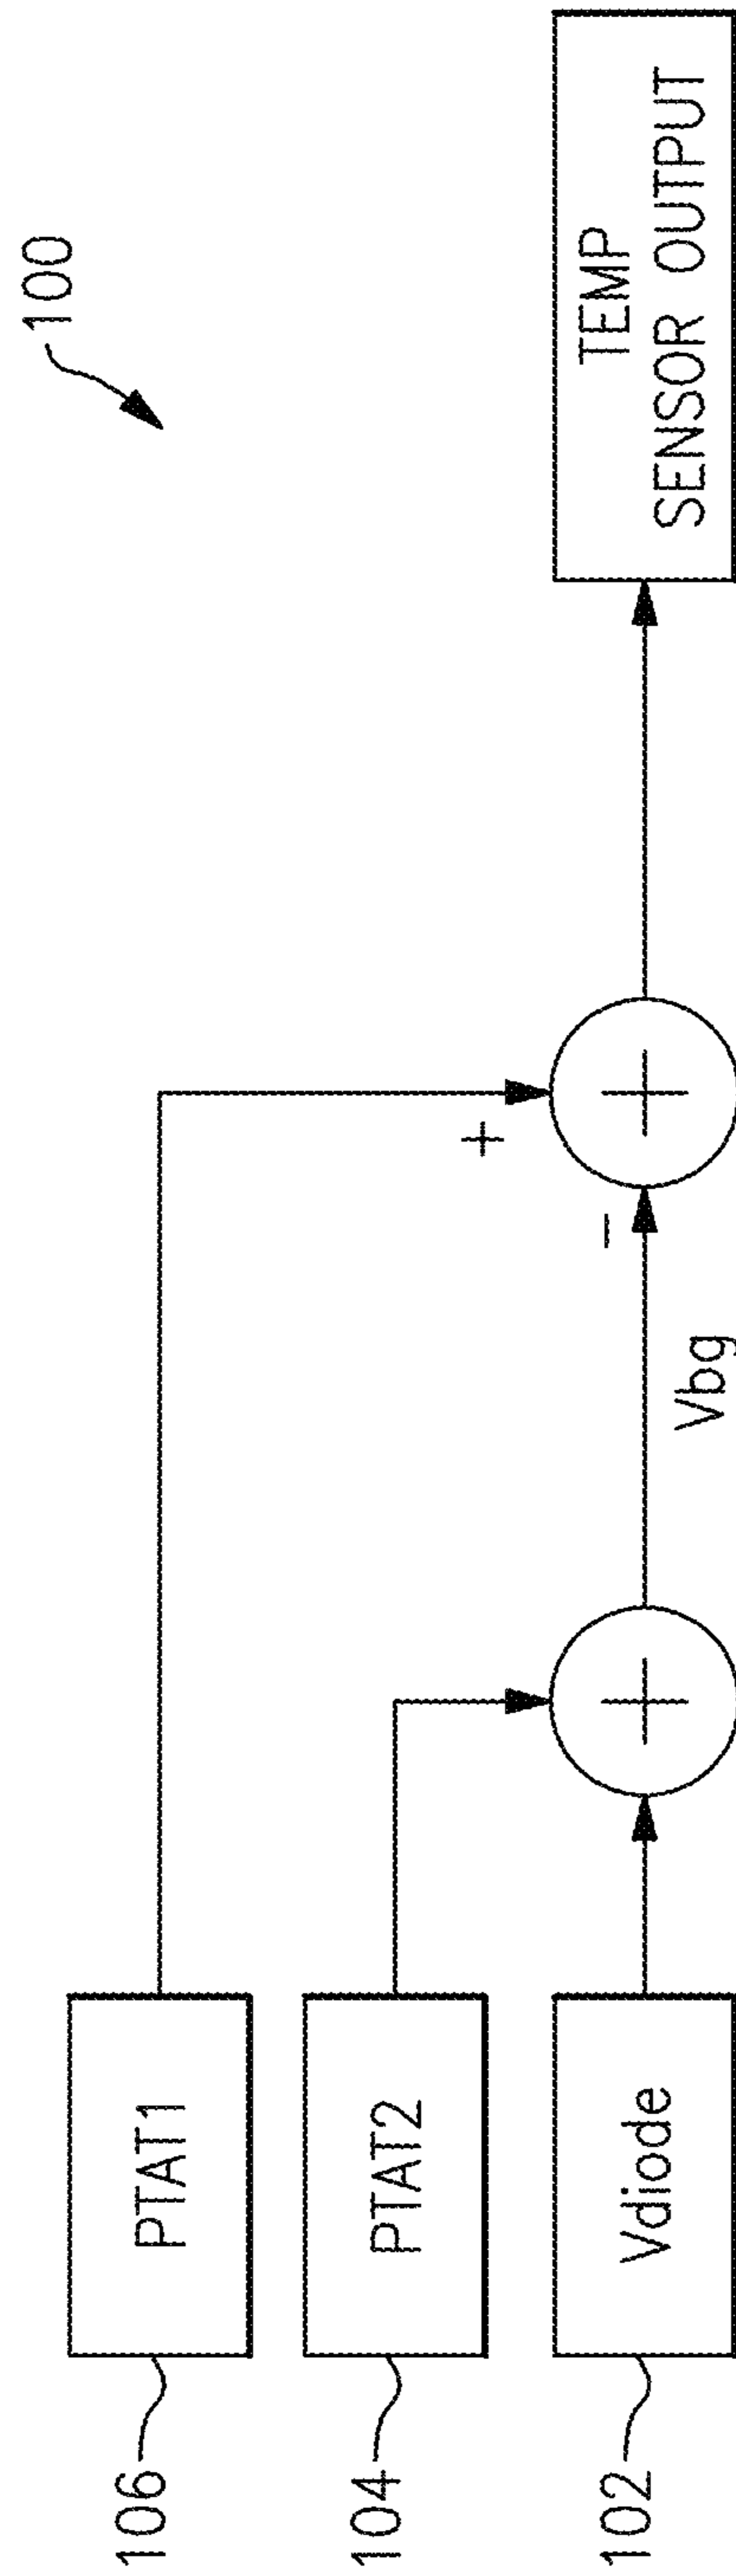 100
106
PTAT1
+
104
PTAT2
102
Vdiode
Vbg
-
TEMP
SENSOR OUTPUT